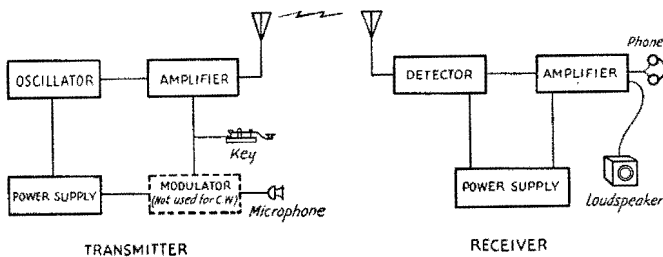 Phone
OSCILLATOR
AMPLIFIER
DETECTOR
AMPLIFIER
Key
POWER SUPPLY
MODULATOR
(Not used for C.W)
Microphone
POWER SUPPLY
Loudspeaker
TRANSMITTER
RECEIVER